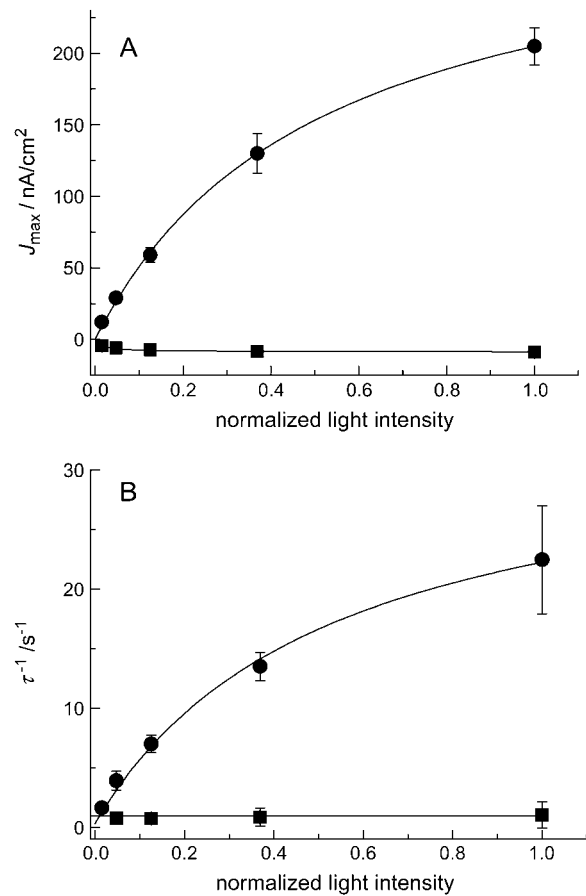 A
200
150
100
50
0
J_max / nA/cm²
0.0 0.2 0.4 0.6 0.8 1.0
normalized light intensity
B
30
20
10
0
τ⁻¹ /s⁻¹
0.0 0.2 0.4 0.6 0.8 1.0
normalized light intensity